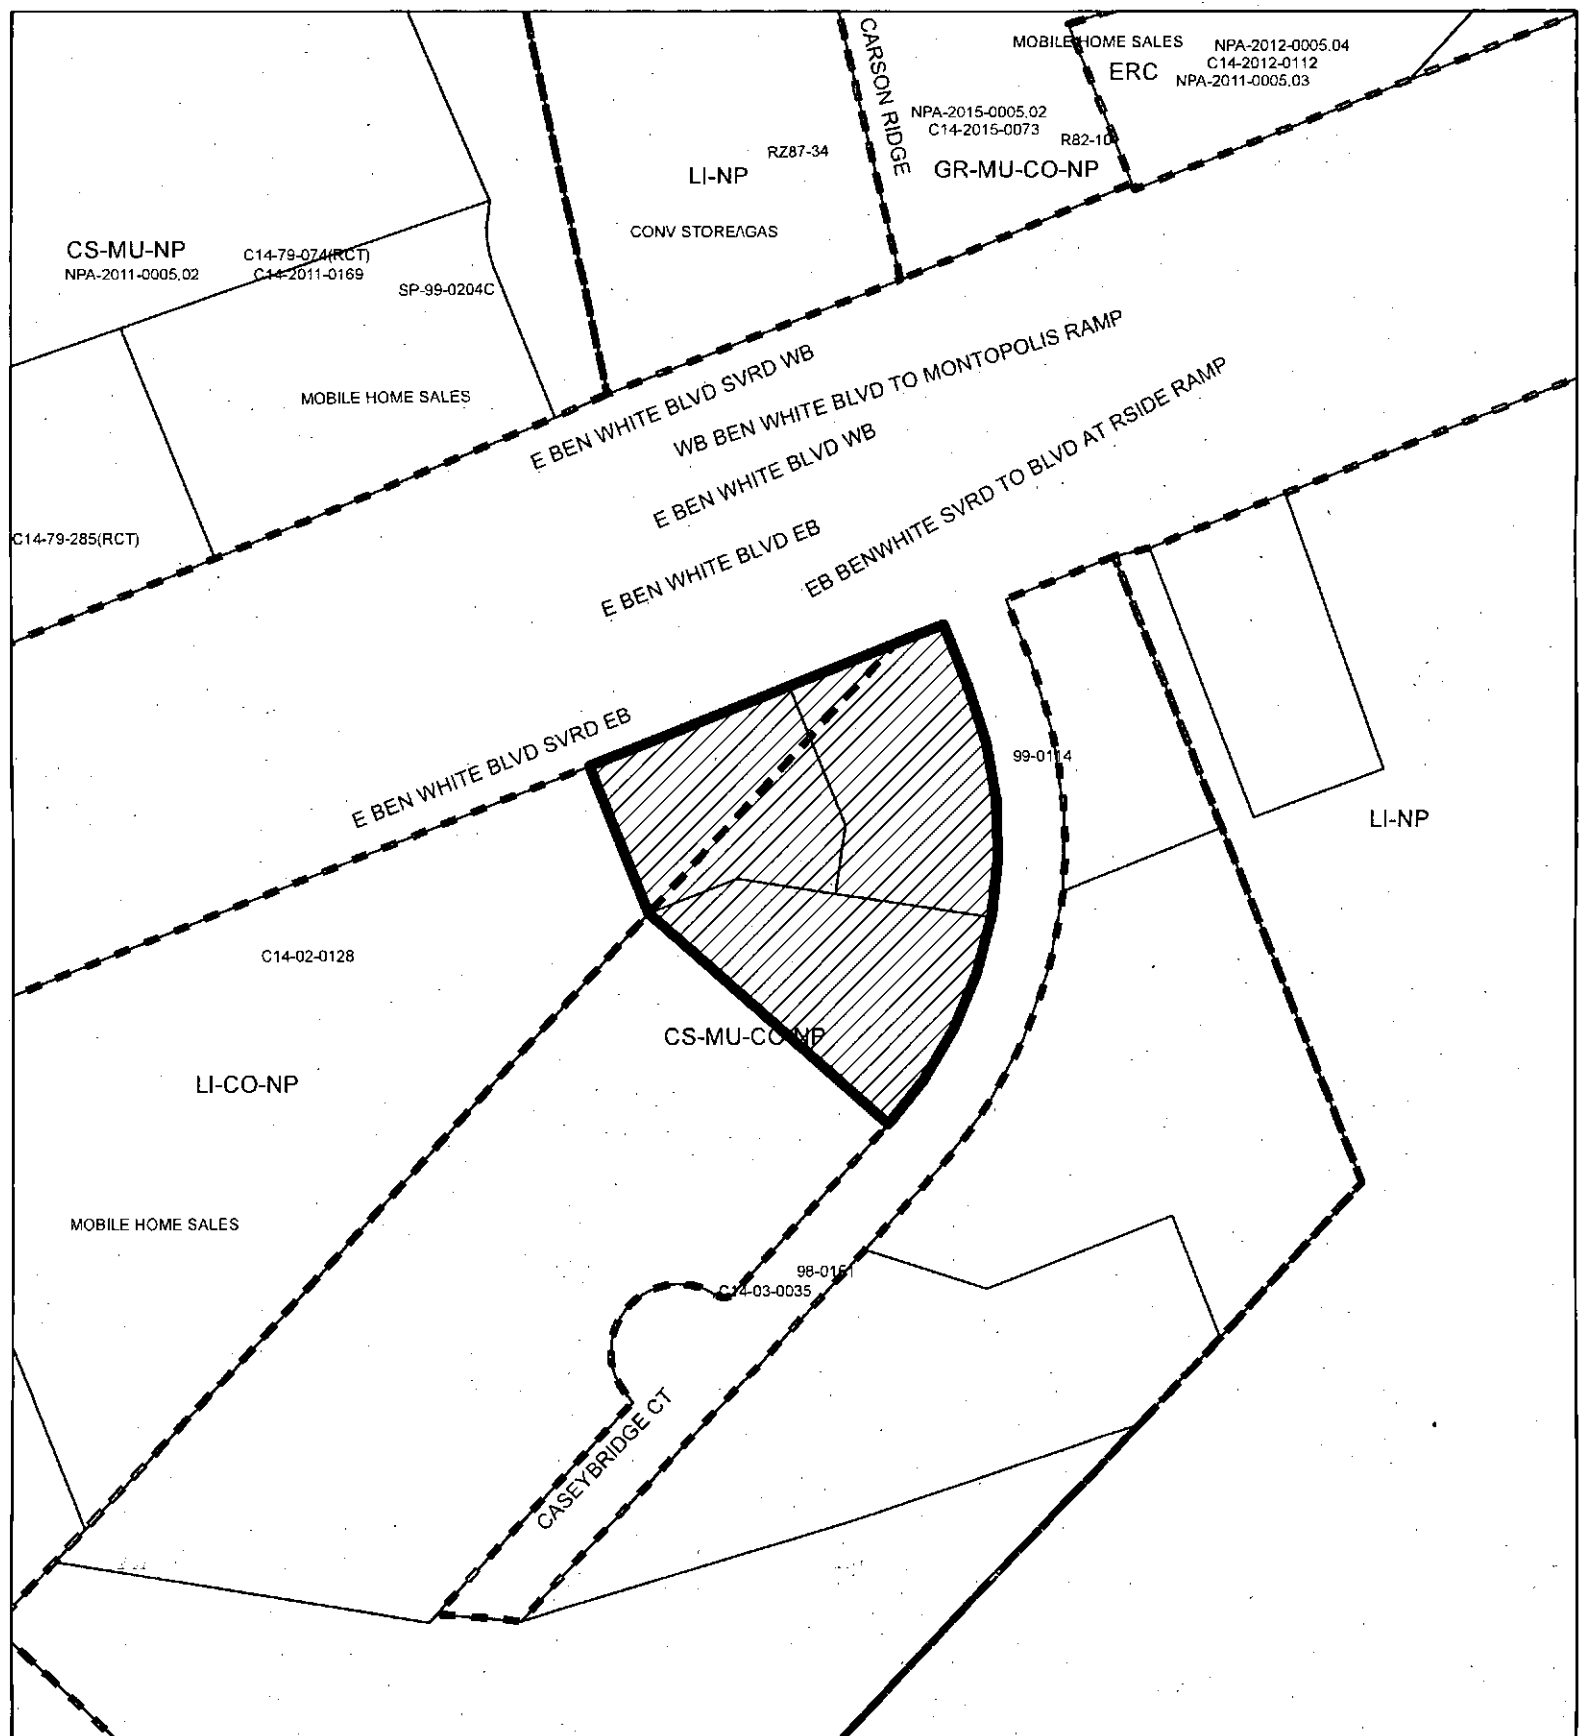 CARSON RIDGE
MOBILE HOME SALES
ERC
NPA-2012-0005.04
C14-2012-0112
NPA-2011-0005.03
NPA-2015-0005.02
C14-2015-0073
R82-10
GR-MU-CO-NP
RZ87-34
LI-NP
CONV STORE/GAS
CS-MU-NP
NPA-2011-0005.02
C14-79-074(RCT)
C14-2011-0169
SP-99-0204C
MOBILE HOME SALES
C14-79-285(RCT)
E BEN WHITE BLVD SVRD WB
WB BEN WHITE BLVD TO MONTOPOLIS RAMP
E BEN WHITE BLVD WB
E BEN WHITE BLVD EB
EB BENWHITE SVRD TO BLVD AT RSIDE RAMP
E BEN WHITE BLVD SVRD EB
99-0114
LI-NP
C14-02-0128
CS-MU-CO-NP
LI-CO-NP
MOBILE HOME SALES
98-0161
C14-03-0035
CASEYBRIDGE CT